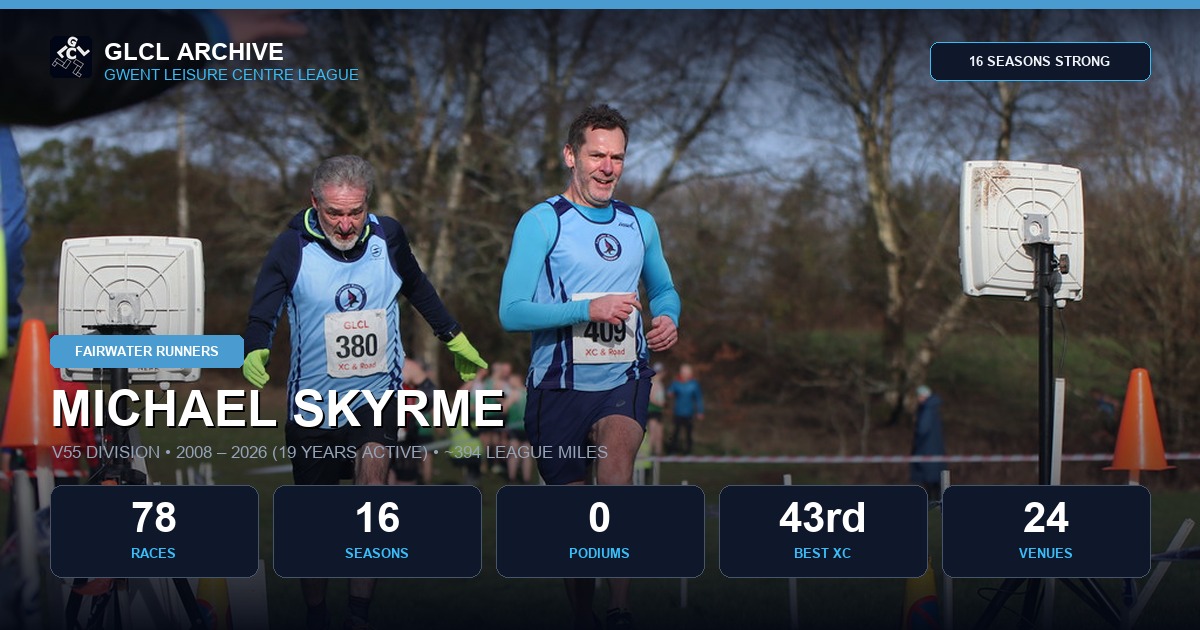 GLCL ARCHIVE
GWENT LEISURE CENTRE LEAGUE
16 SEASONS STRONG
GLCL
380
XC & Road
409
XC & Road
FAIRWATER RUNNERS
MICHAEL SKYRME
V55 DIVISION • 2008 – 2026 (19 YEARS ACTIVE) • ~394 LEAGUE MILES
78
RACES
16
SEASONS
0
PODIUMS
43rd
BEST XC
24
VENUES